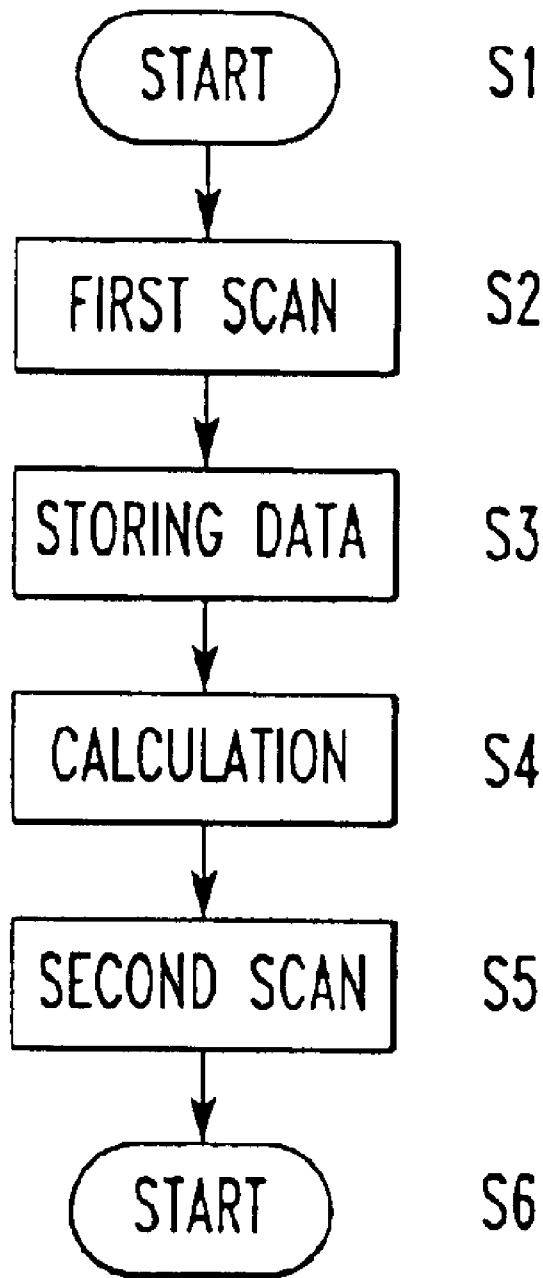 START S1
FIRST SCAN S2
STORING DATA S3
CALCULATION S4
SECOND SCAN S5
START S6